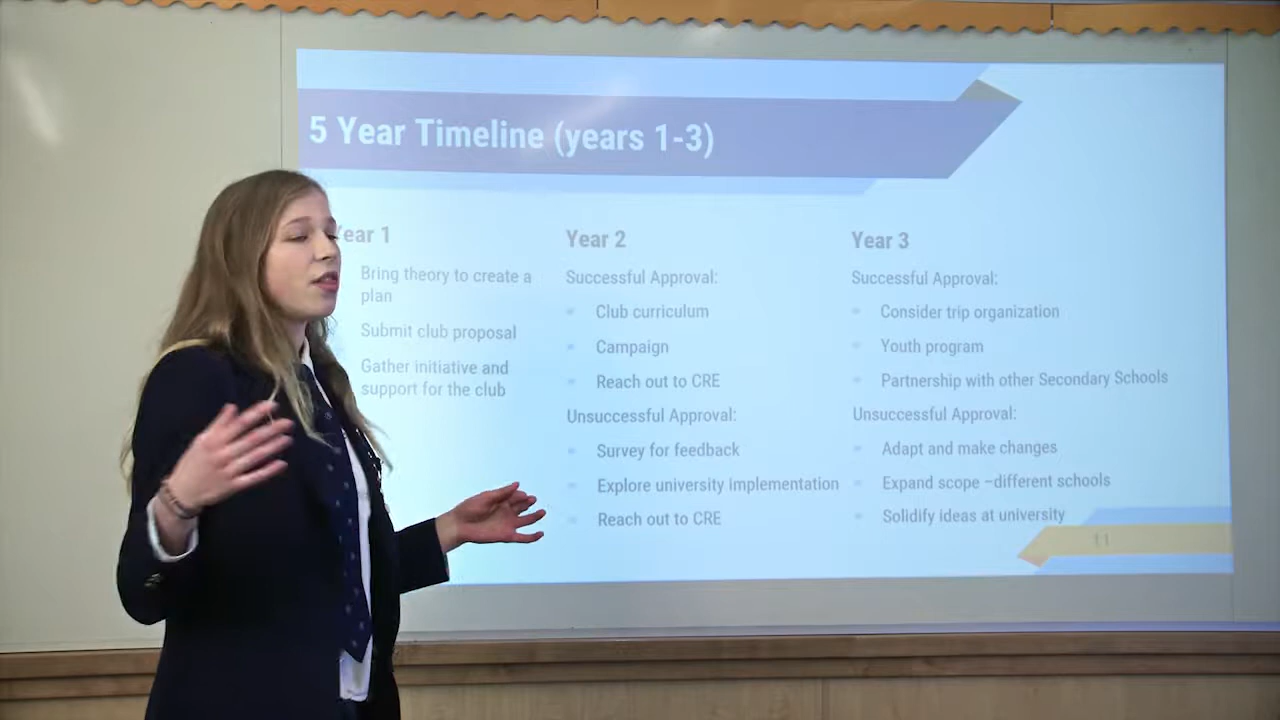 5 Year Timeline (years 1-3)
Year 1
Bring theory to create a
plan
Submit club proposal
Gather initiative and
support for the club
Year 2
Successful Approval:
Club curriculum
Campaign
Reach out to CRE
Unsuccessful Approval:
Survey for feedback
Explore university Implementation
Reach out to CRE
Year 3
Successful Approval:
Consider trip organization
Youth program
Partnership with other Secondary Schools
Unsuccessful Approval:
Adapt and make changes
Expand scope –different schools
Solidify ideas at university
11